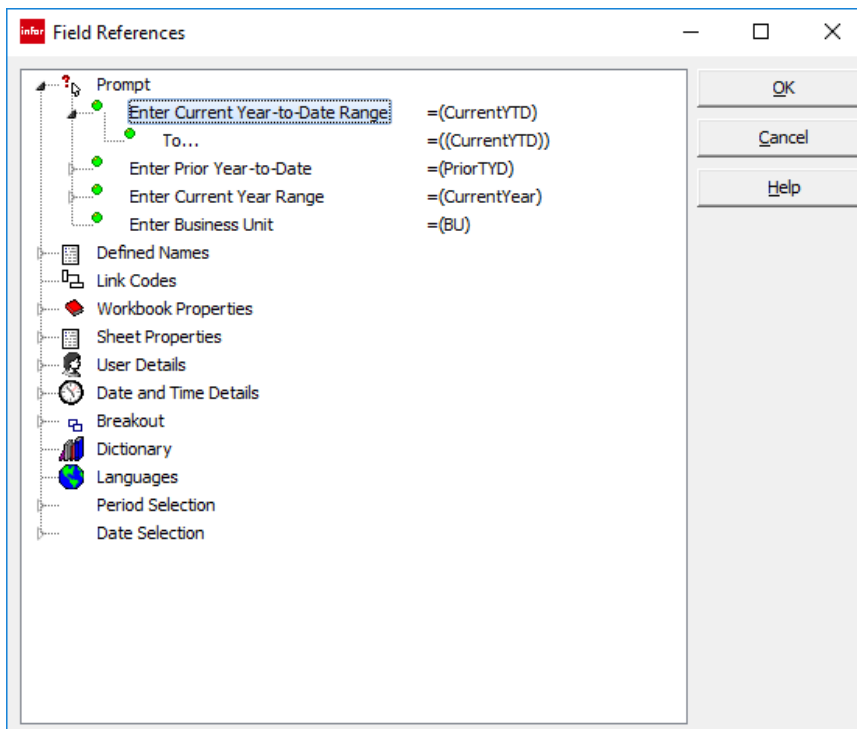 infor Field References
Prompt
Enter Current Year-to-Date Range =(CurrentYTD)
To... =((CurrentYTD))
Enter Prior Year-to-Date =(PriorTYD)
Enter Current Year Range =(CurrentYear)
Enter Business Unit =(BU)
Defined Names
Link Codes
Workbook Properties
Sheet Properties
User Details
Date and Time Details
Breakout
Dictionary
Languages
Period Selection
Date Selection
OK
Cancel
Help